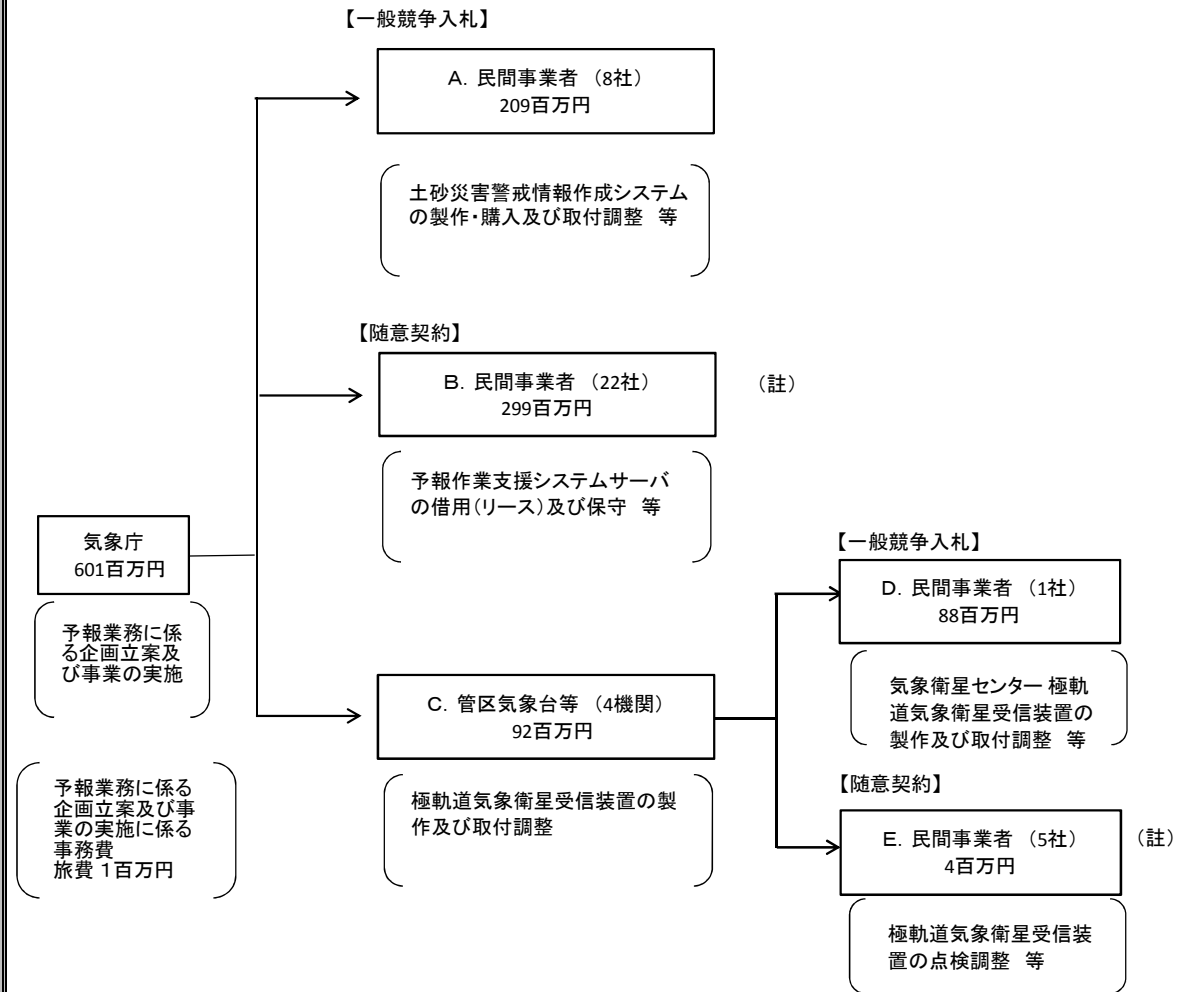 【一般競争入札】
A. 民間事業者 (8社)
209百万円
土砂災害警戒情報作成システム
の製作・購入及び取付調整 等
【随意契約】
B. 民間事業者 (22社)
299百万円
(註)
予報作業支援システムサーバ
の借用(リース)及び保守 等
気象庁
601百万円
予報業務に係
る企画立案及
び事業の実施
予報業務に係る
企画立案及び事
業の実施に係る
事務費
旅費 1百万円
C. 管区気象台等 (4機関)
92百万円
極軌道気象衛星受信装置の製
作及び取付調整
【一般競争入札】
D. 民間事業者 (1社)
88百万円
気象衛星センター 極軌
道気象衛星受信装置の
製作及び取付調整 等
【随意契約】
E. 民間事業者 (5社)
4百万円
(註)
極軌道気象衛星受信装
置の点検調整 等